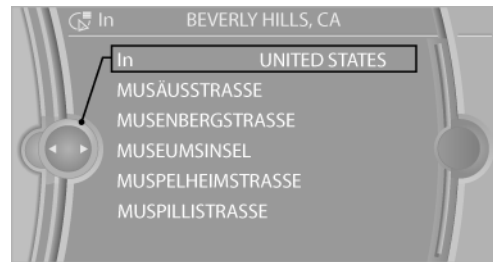 In BEVERLY HILLS, CA
In UNITED STATES
MUSÄUSSTRASSE
MUSENBERGSTRASSE
MUSEUMSINSEL
MUSPELHEIMSTRASSE
MUSPILLISTRASSE